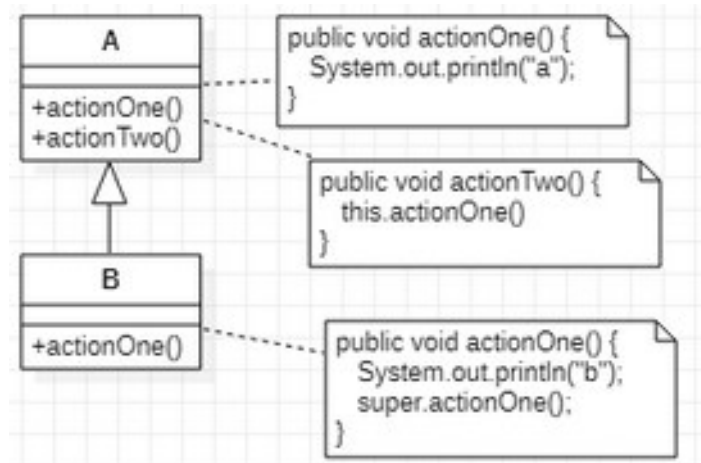 A
+actionOne()
+actionTwo()
public void actionOne() {
System.out.println("a");
}
public void actionTwo() {
this.actionOne()
}
B
+actionOne()
public void actionOne() {
System.out.println("b");
super.actionOne();
}